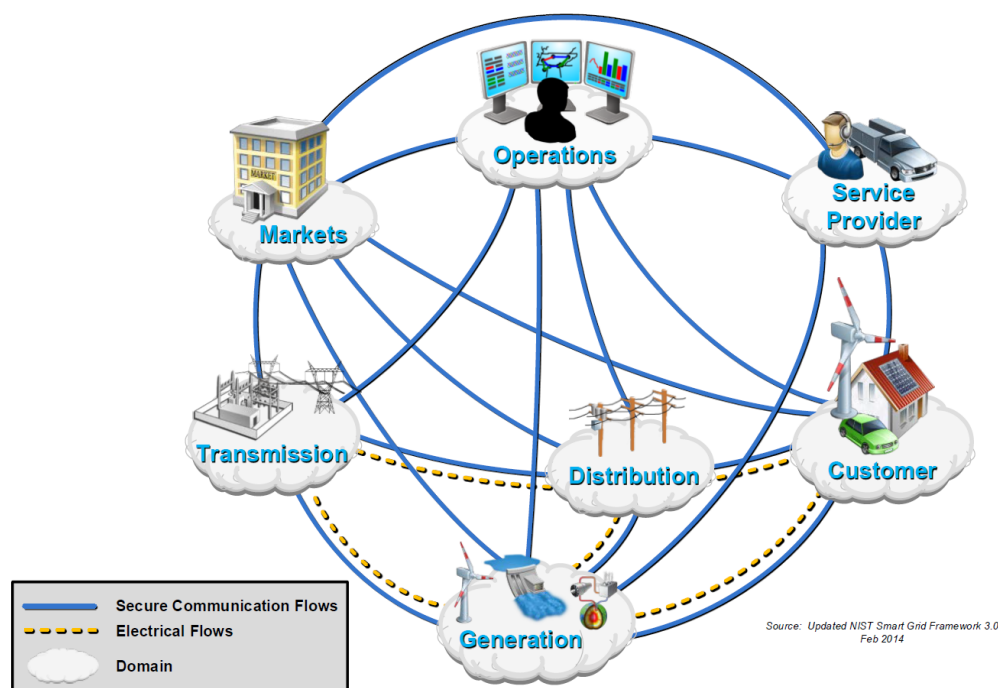 Operations
Service
Provider
MARKET
Markets
Transmission
Distribution
Customer
Generation
Secure Communication Flows
Electrical Flows
Domain
Source: Updated NIST Smart Grid Framework 3.0
Feb 2014